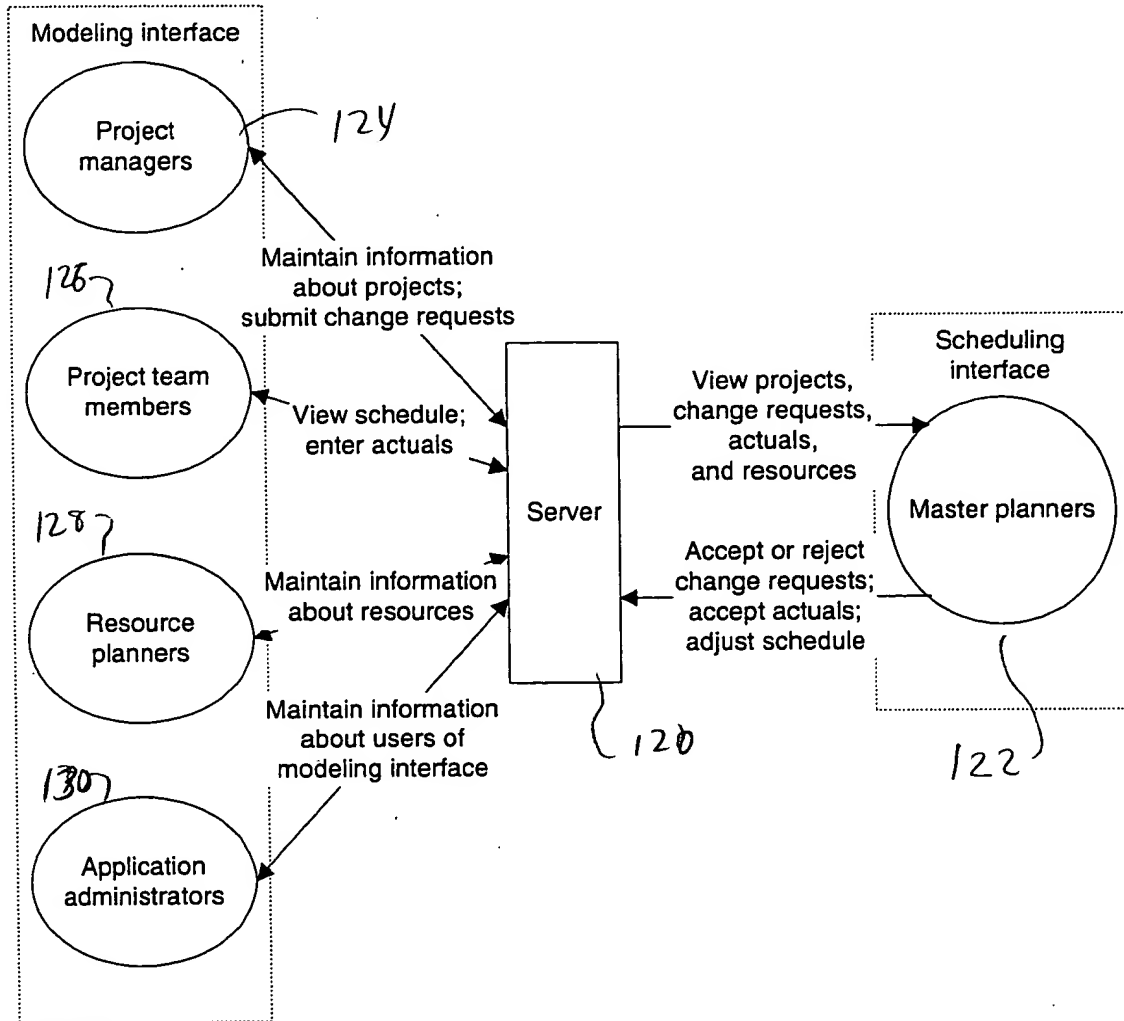 Modeling interface
Project
managers
124
Maintain information
about projects;
submit change requests
126
Project team
members
View schedule;
enter actuals
128
Resource
planners
Maintain information
about resources
130
Application
administrators
Maintain information
about users of
modeling interface
Server
120
View projects,
change requests,
actuals,
and resources
Accept or reject
change requests;
accept actuals;
adjust schedule
Scheduling
interface
Master planners
122